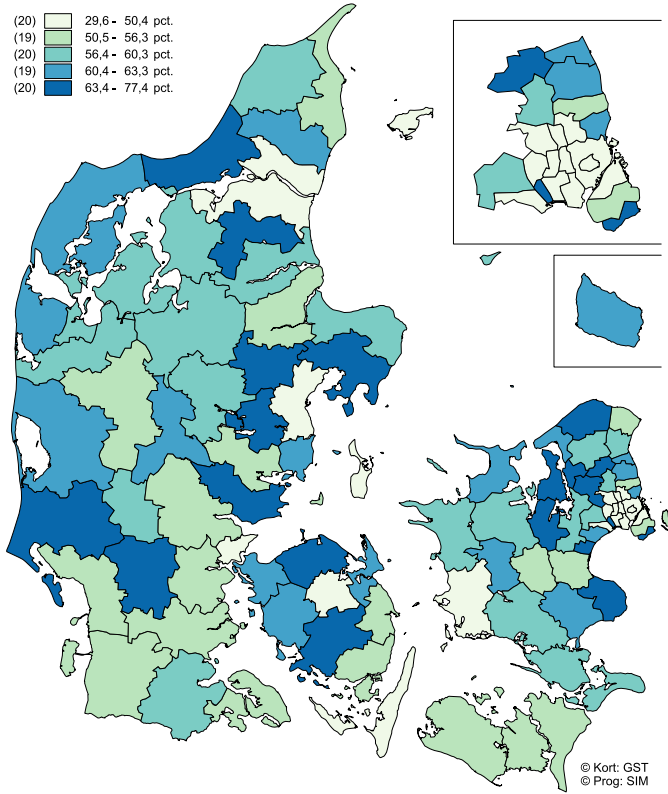 (20) 29,6 - 50,4 pct.
(19) 50,5 - 56,3 pct.
(20) 56,4 - 60,3 pct.
(19) 60,4 - 63,3 pct.
(20) 63,4 - 77,4 pct.
© Kort: GST
© Prog: SIM